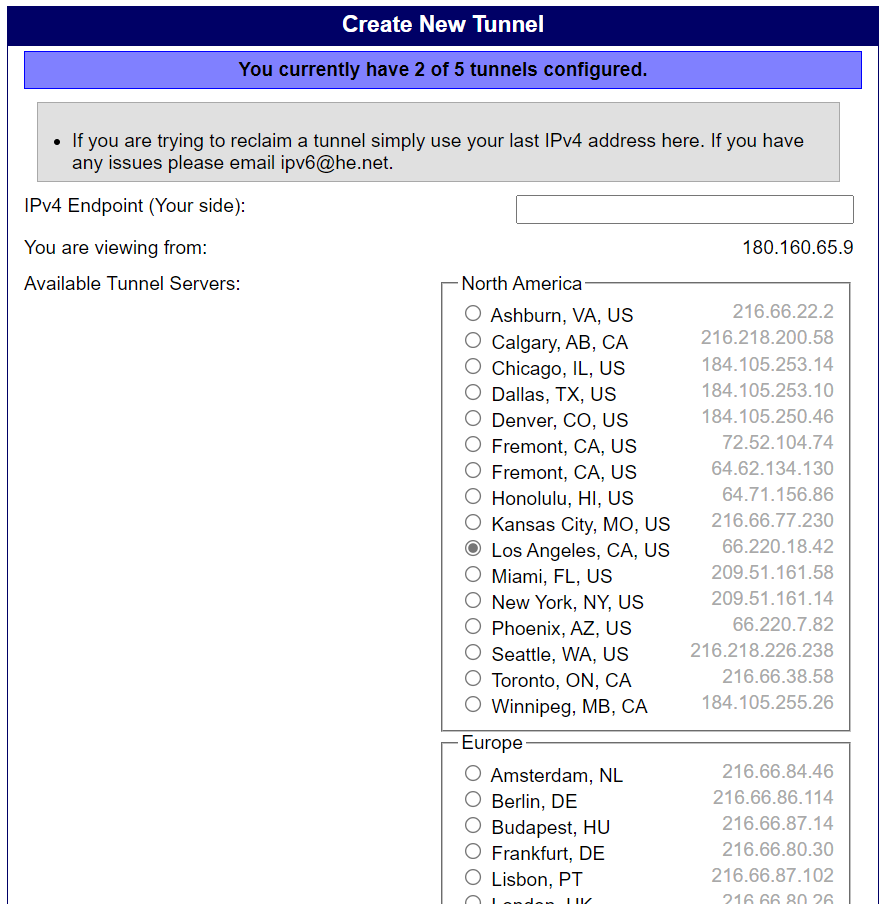 Create New Tunnel
You currently have 2 of 5 tunnels configured.
If you are trying to reclaim a tunnel simply use your last IPv4 address here. If you have
any issues please email ipv6@he.net.
IPv4 Endpoint (Your side):
You are viewing from: 180.160.65.9
Available Tunnel Servers:
North America
Ashburn, VA, US 216.66.22.2
Calgary, AB, CA 216.218.200.58
Chicago, IL, US 184.105.253.14
Dallas, TX, US 184.105.253.10
Denver, CO, US 184.105.250.46
Fremont, CA, US 72.52.104.74
Fremont, CA, US 64.62.134.130
Honolulu, HI, US 64.71.156.86
Kansas City, MO, US 216.66.77.230
Los Angeles, CA, US 66.220.18.42
Miami, FL, US 209.51.161.58
New York, NY, US 209.51.161.14
Phoenix, AZ, US 66.220.7.82
Seattle, WA, US 216.218.226.238
Toronto, ON, CA 216.66.38.58
Winnipeg, MB, CA 184.105.255.26
Europe
Amsterdam, NL 216.66.84.46
Berlin, DE 216.66.86.114
Budapest, HU 216.66.87.14
Frankfurt, DE 216.66.80.30
Lisbon, PT 216.66.87.102
London, UK 216.66.80.26